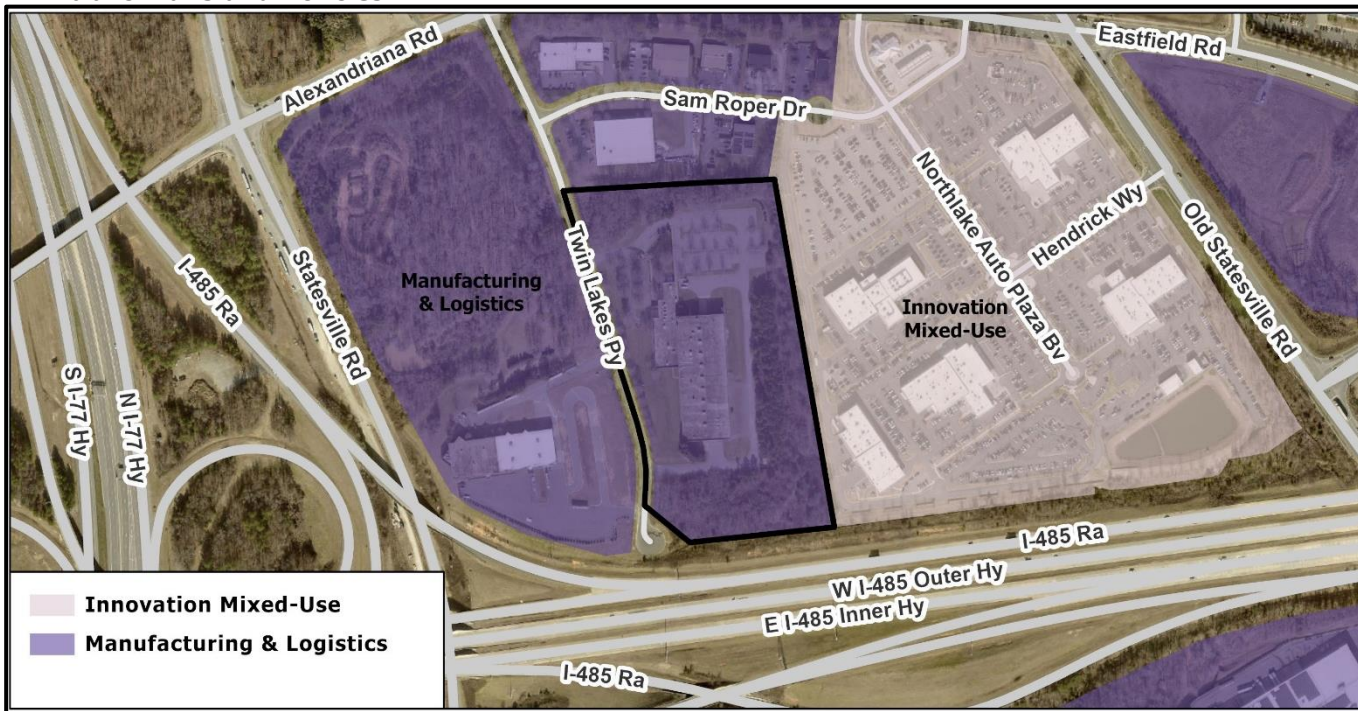 Alexandriana Rd
Eastfield Rd
Sam Roper Dr
Northlake Auto Plaza Bv
Hendrick Wy
Old Statesville Rd
I-485 Ra
Statesville Rd
Twin Lakes Py
Manufacturing
& Logistics
Innovation
Mixed-Use
S I-77 Hy
N I-77 Hy
I-485 Ra
W I-485 Outer Hy
E I-485 Inner Hy
I-485 Ra
Innovation Mixed-Use
Manufacturing & Logistics